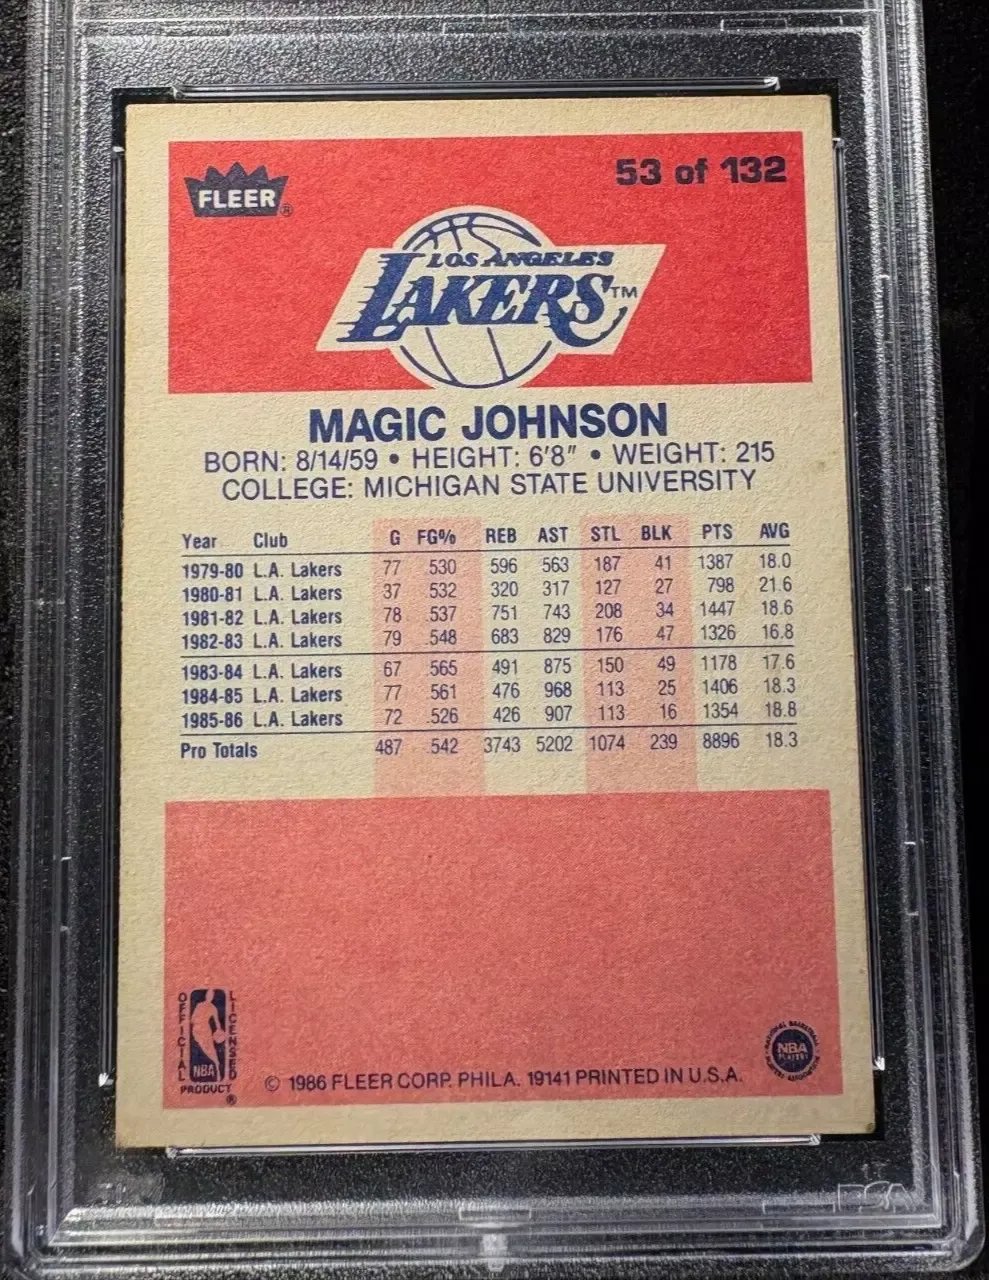 FLEER®
53 of 132
LOS ANGELES
LAKERS™
MAGIC JOHNSON
BORN: 8/14/59 • HEIGHT: 6'8" • WEIGHT: 215
COLLEGE: MICHIGAN STATE UNIVERSITY
Year Club G FG% REB AST STL BLK PTS AVG
1979-80 L.A. Lakers 77 .530 596 563 187 41 1387 18.0
1980-81 L.A. Lakers 37 .532 320 317 127 27 798 21.6
1981-82 L.A. Lakers 78 .537 751 743 208 34 1447 18.6
1982-83 L.A. Lakers 79 .548 683 829 176 47 1326 16.8
1983-84 L.A. Lakers 67 .565 491 875 150 49 1178 17.6
1984-85 L.A. Lakers 77 .561 476 968 113 25 1406 18.3
1985-86 L.A. Lakers 72 .526 426 907 113 16 1354 18.8
Pro Totals 487 .542 3743 5202 1074 239 8896 18.3
OFFICIAL
LICENSED
NBA
PRODUCT®
NATIONAL BASKETBALL
NBA
PLAYERS
PLAYERS ASSOCIATION
© 1986 FLEER CORP. PHILA. 19141 PRINTED IN U.S.A.
PSA